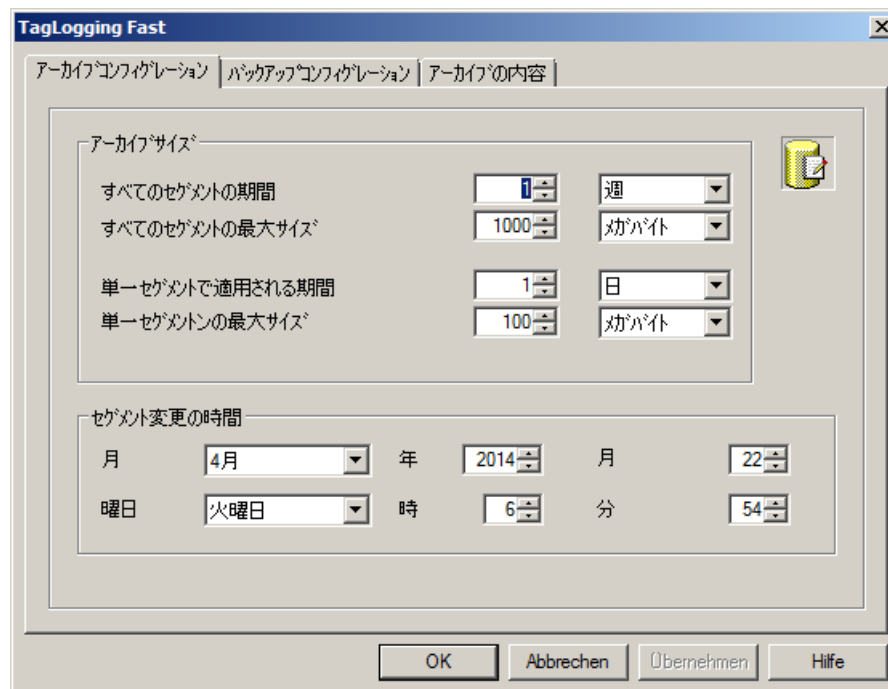 TagLogging Fast
アーカイブコンフィグレーション バックアップコンフィグレーション アーカイブの内容
アーカイブサイズ
すべてのセグメントの期間 1 週
すべてのセグメントの最大サイズ 1000 メガバイト
単一セグメントで適用される期間 1 日
単一セグメントンの最大サイズ 100 メガバイト
セグメント変更の時間
月 4月 年 2014 月 22
曜日 火曜日 時 6 分 54
OK Abbrechen Übernehmen Hilfe